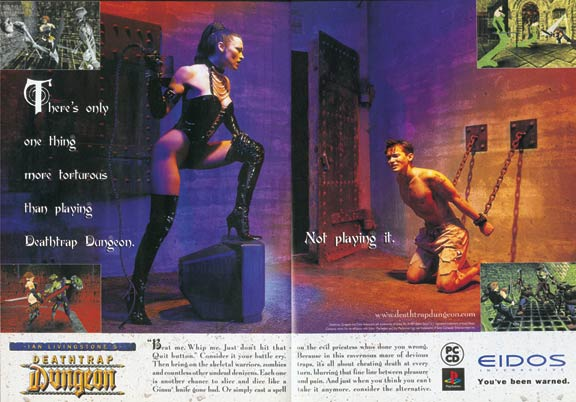 There's only
one thing
more torturous
than playing
Deathtrap Dungeon.
Not playing it.
www.deathtrapdungeon.com
IAN LIVINGSTONE'S
DEATHTRAP
Dungeon
"Beat me. Whip me. Just don't hit that
Quit button." Consider it your battle cry.
Then bring on the skeletal warriors, zombies
and countless other undead denizens. Each one
is another chance to slice and dice like a
Ginsu® knife gone bad. Or simply cast a spell
on the evil priestess who done you wrong.
Because in this ravenous maze of devious
traps, it's all about cheating death at every
turn, blurring that fine line between pleasure
and pain. And just when you think you can't
take it anymore, consider the alternative.
PC
CD
PlayStation
EIDOS
INTERACTIVE
You've been warned.